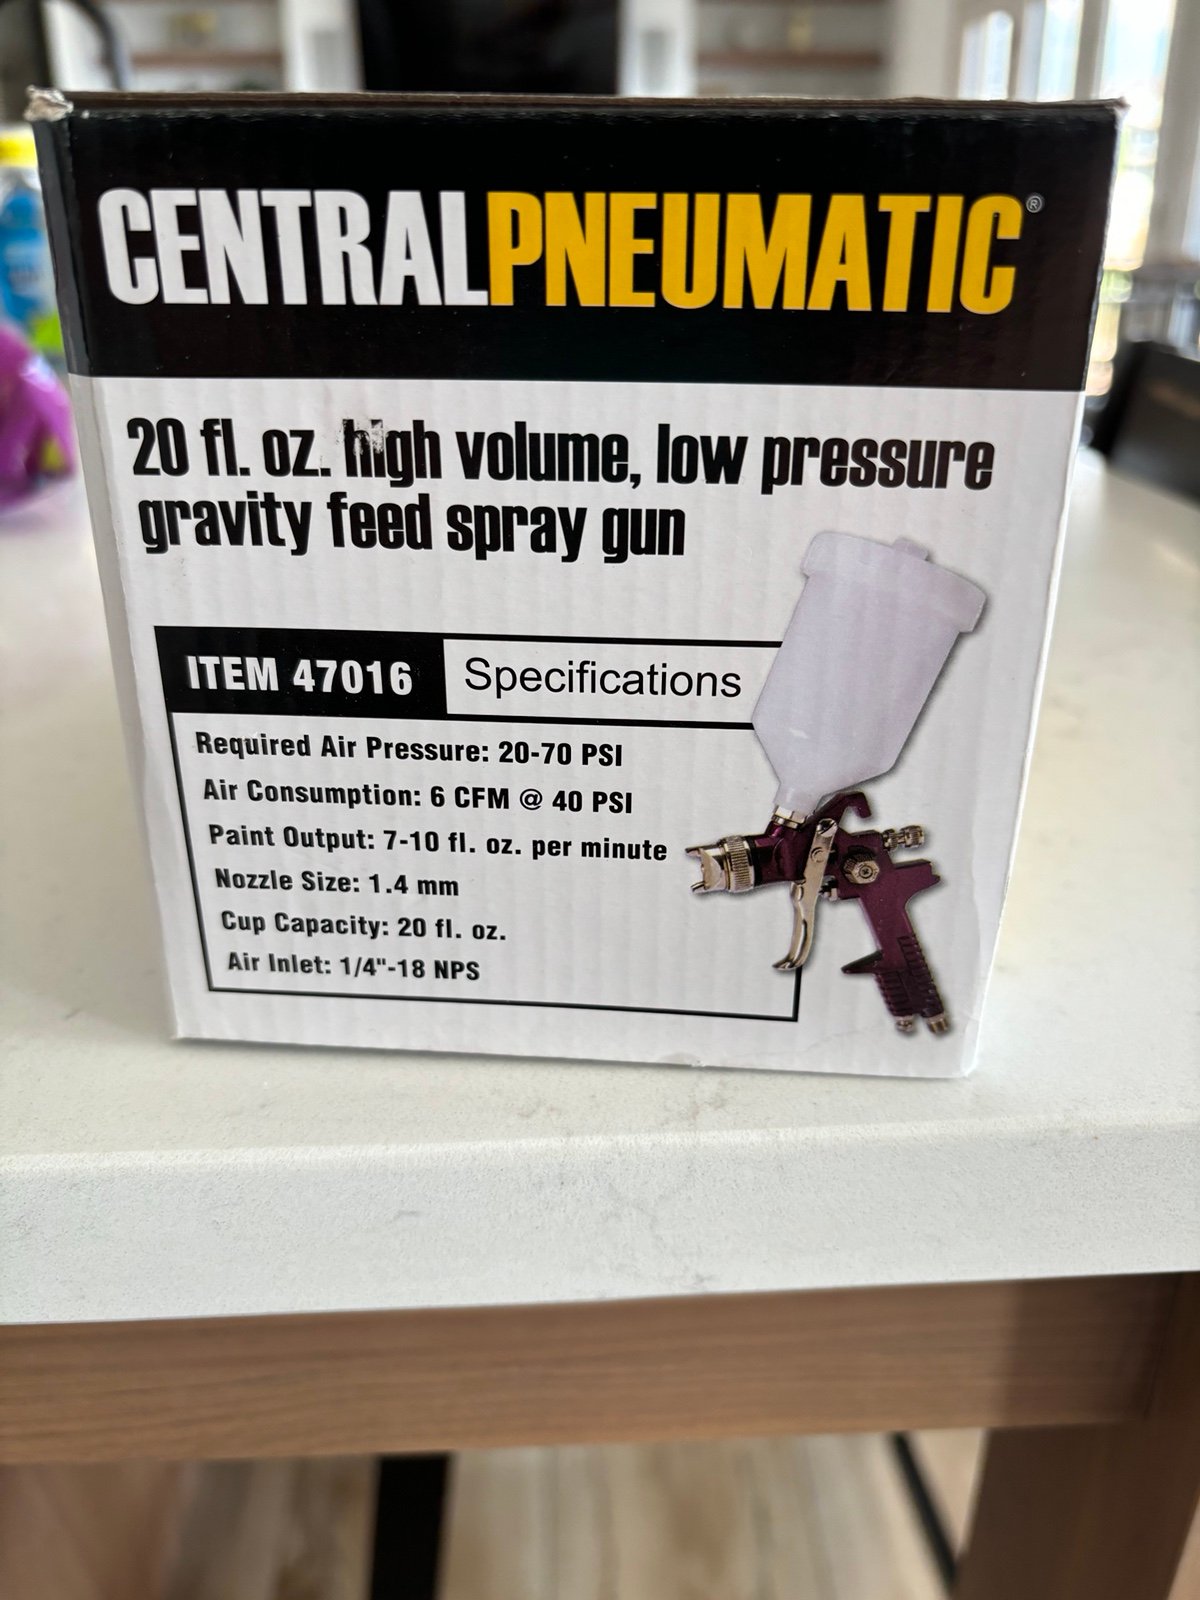 CENTRALPNEUMATIC®
20 fl. oz. high volume, low pressure
gravity feed spray gun
ITEM 47016 Specifications
Required Air Pressure: 20-70 PSI
Air Consumption: 6 CFM @ 40 PSI
Paint Output: 7-10 fl. oz. per minute
Nozzle Size: 1.4 mm
Cup Capacity: 20 fl. oz.
Air Inlet: 1/4"-18 NPS